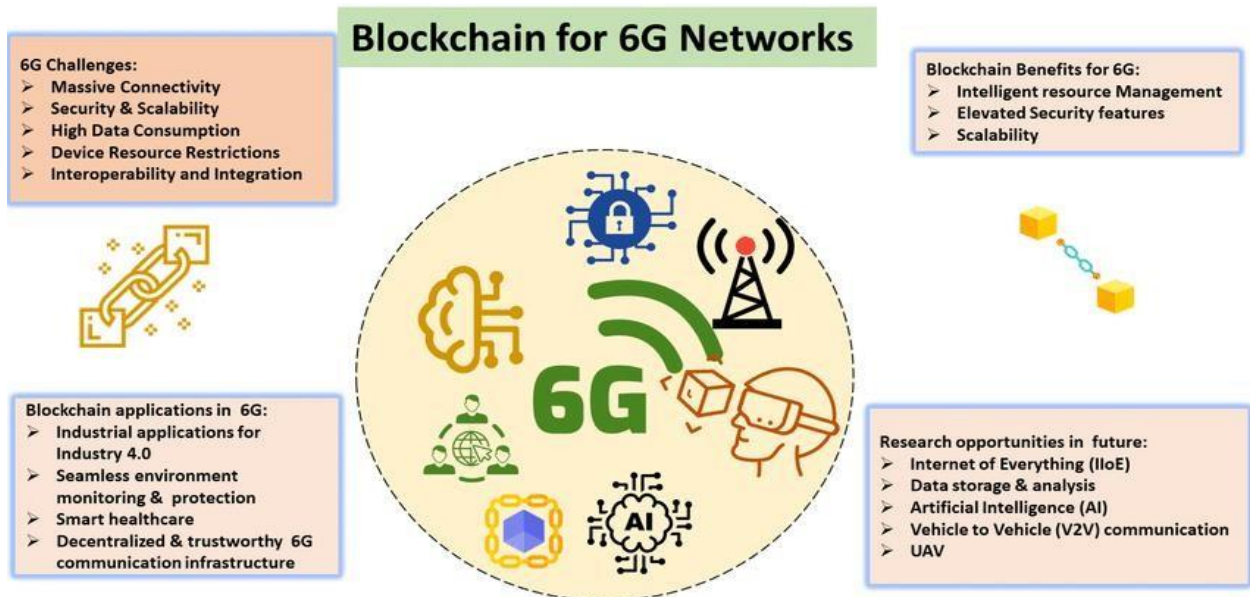 Blockchain for 6G Networks
6G Challenges:
➢ Massive Connectivity
➢ Security & Scalability
➢ High Data Consumption
➢ Device Resource Restrictions
➢ Interoperability and Integration
Blockchain Benefits for 6G:
➢ Intelligent resource Management
➢ Elevated Security features
➢ Scalability
6G
AI
Blockchain applications in 6G:
➢ Industrial applications for
Industry 4.0
➢ Seamless environment
monitoring & protection
➢ Smart healthcare
➢ Decentralized & trustworthy 6G
communication infrastructure
Research opportunities in future:
➢ Internet of Everything (IIoE)
➢ Data storage & analysis
➢ Artificial Intelligence (AI)
➢ Vehicle to Vehicle (V2V) communication
➢ UAV